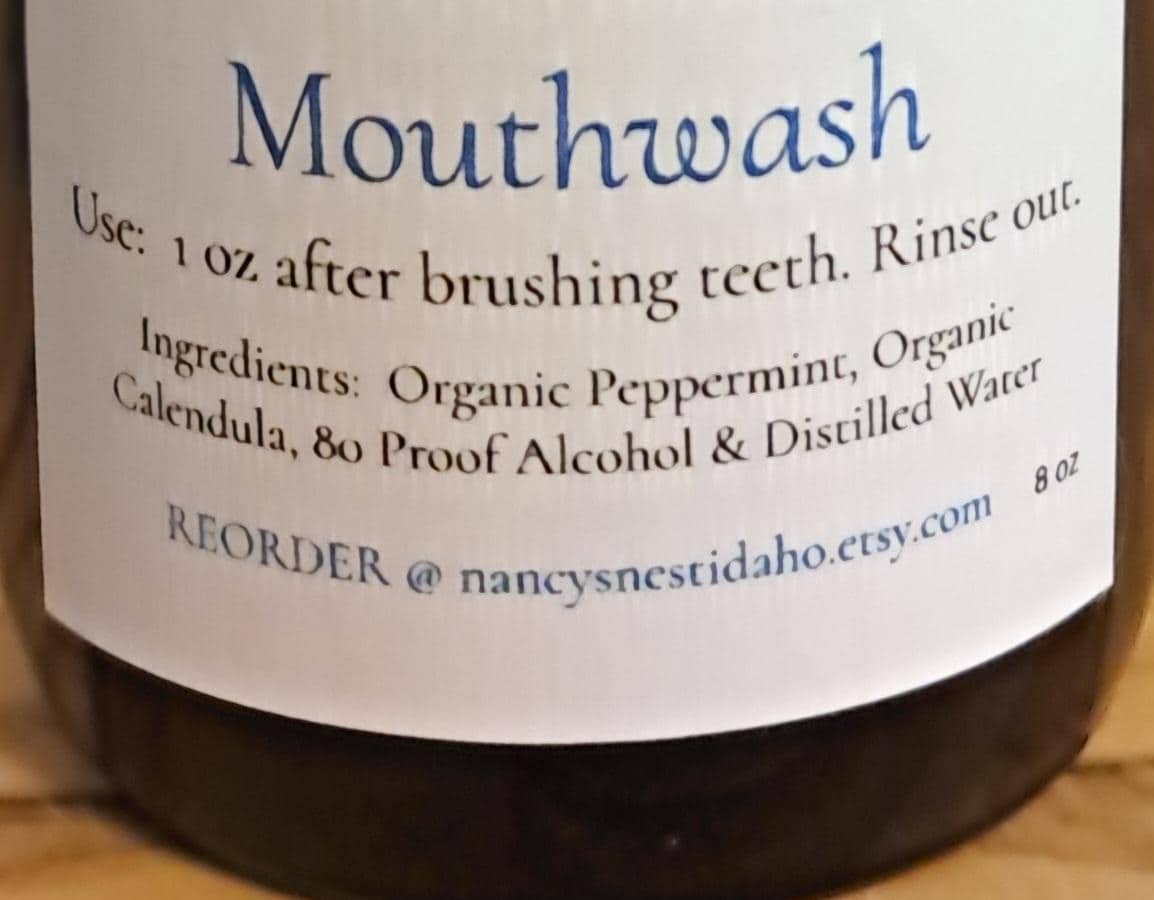 Mouthwash
Use: 1 oz after brushing teeth. Rinse out.
Ingredients: Organic Peppermint, Organic
Calendula, 80 Proof Alcohol & Distilled Water
8 oz
REORDER @ nancysnestidaho.etsy.com